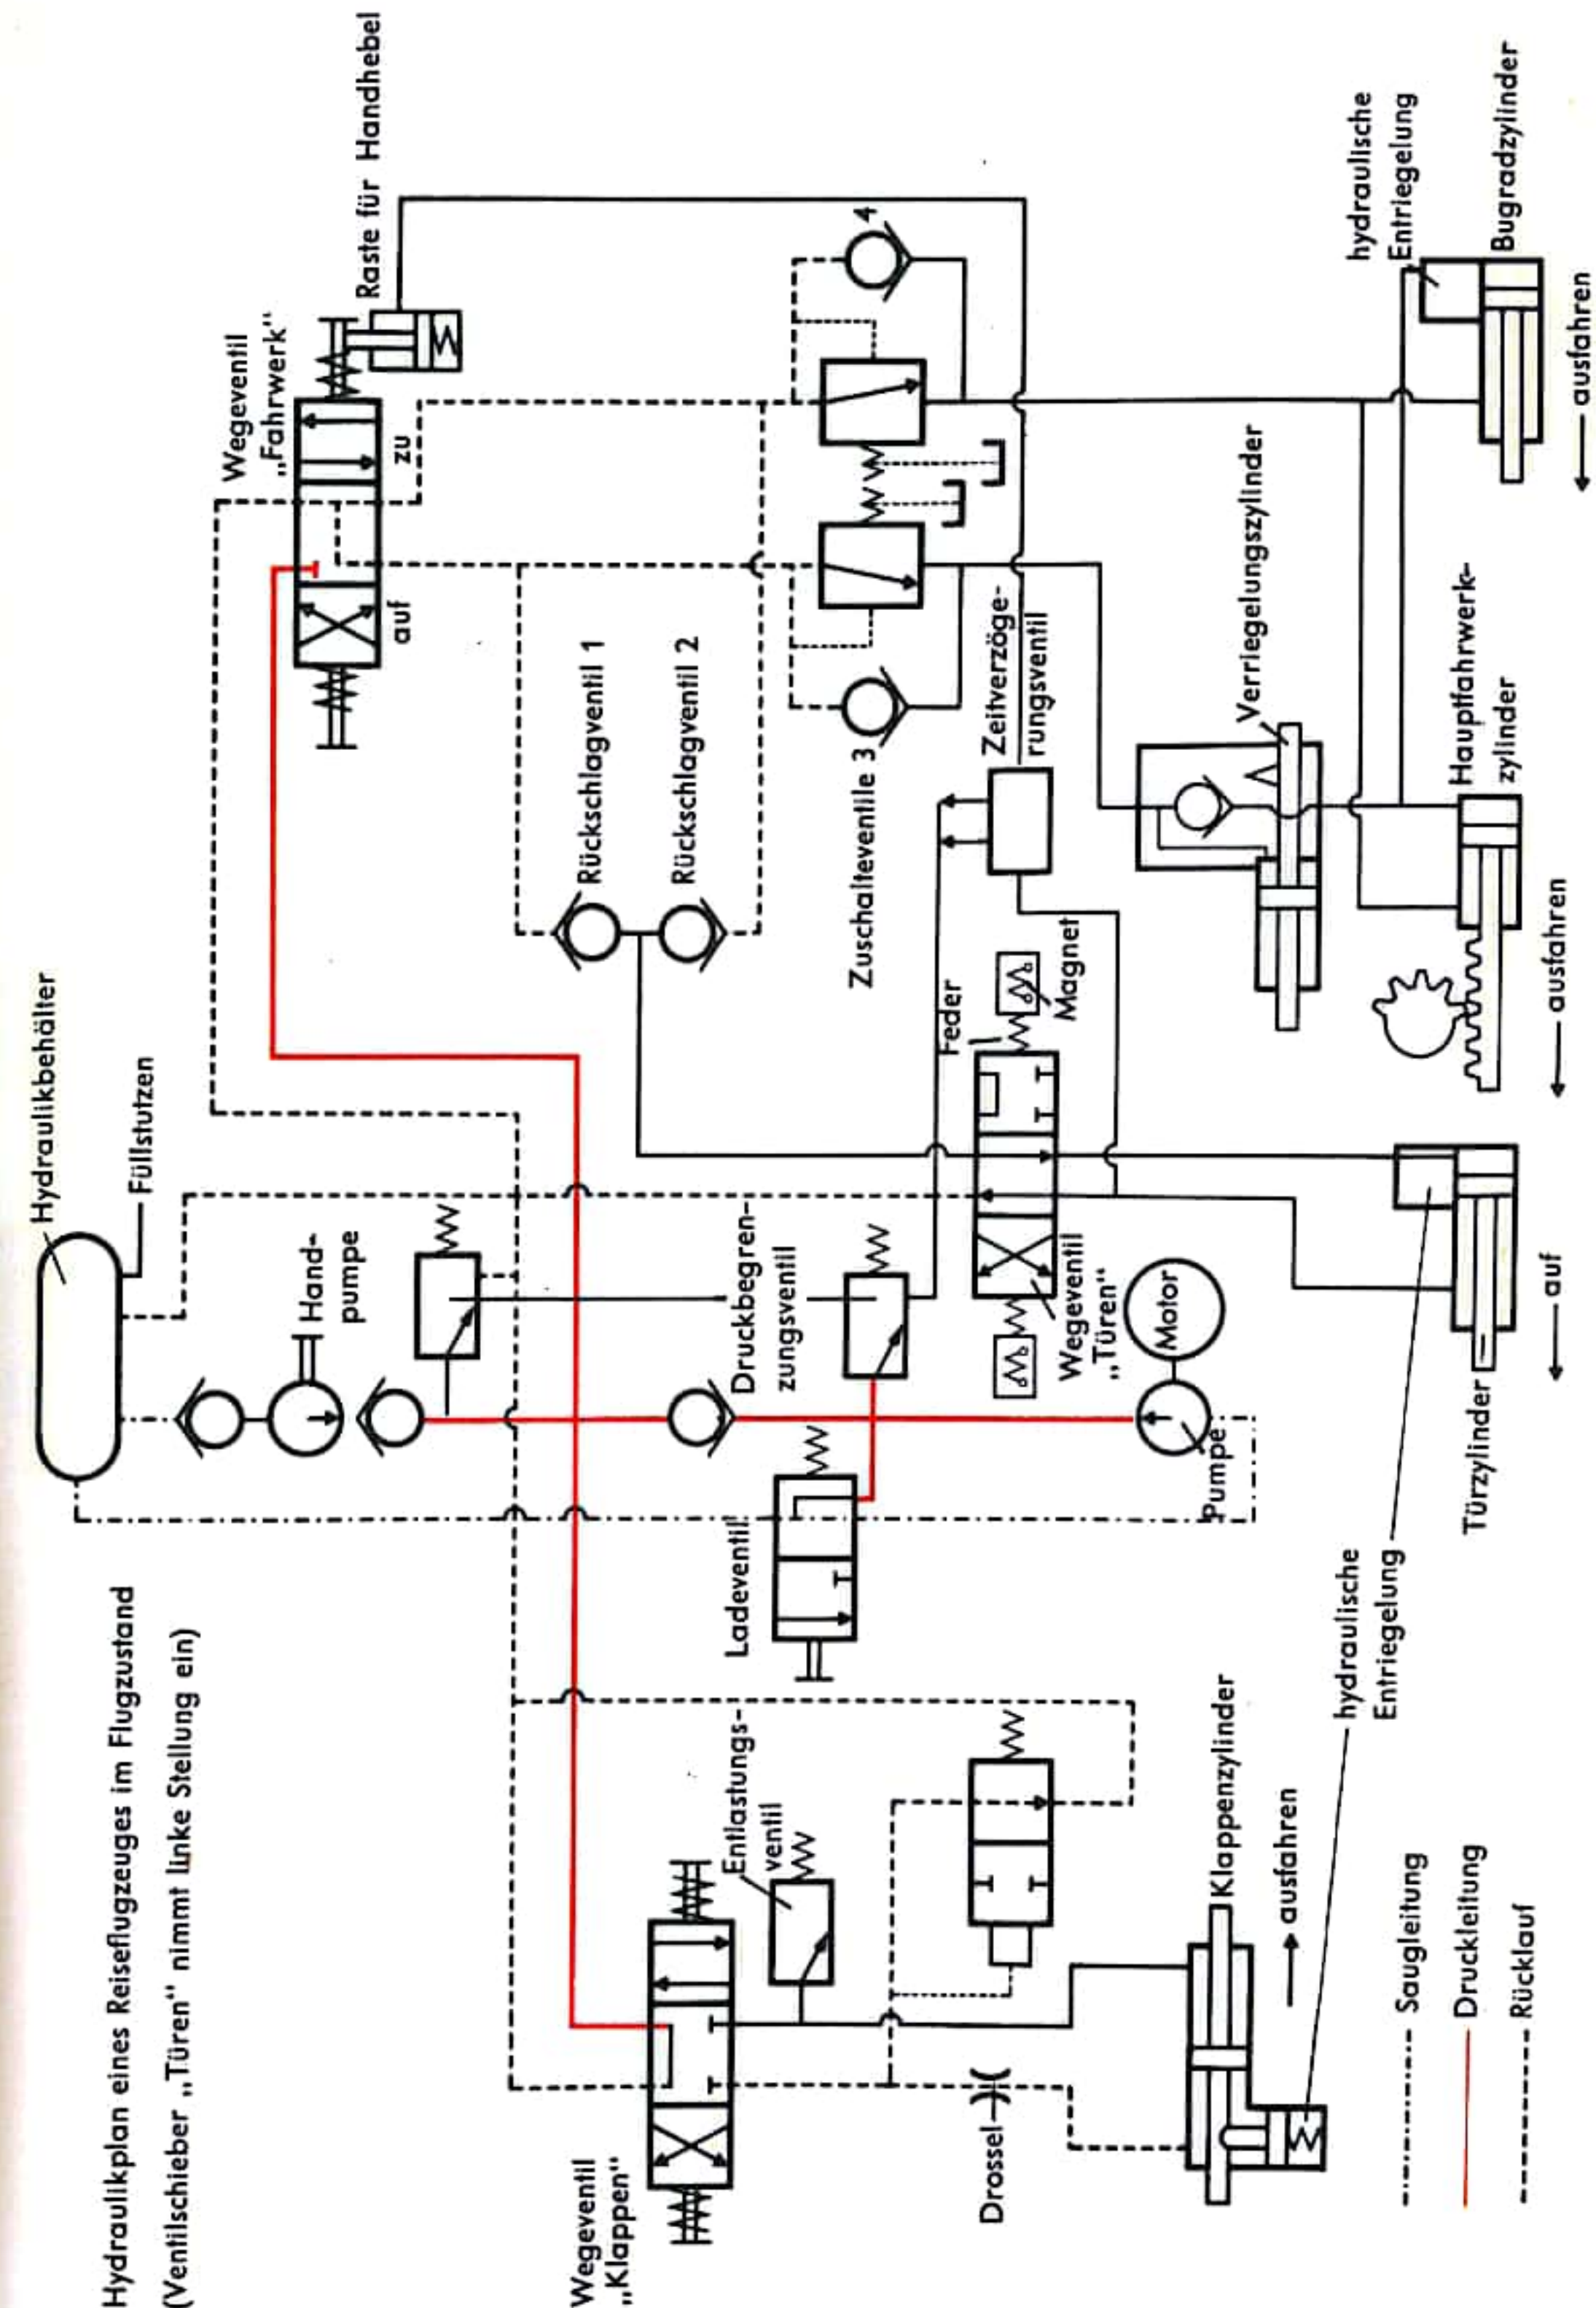 Hydraulikplan eines Reiseflugzeuges im Flugzustand
(Ventilschieber „Türen" nimmt linke Stellung ein)
Hydraulikbehälter
Füllstutzen
Hand-
pumpe
Wegeventil
„Fahrwerk"
Raste für Handhebel
auf
zu
Rückschlagventil 1
Rückschlagventil 2
Wegeventil
„Klappen"
Entlastungs-
ventil
Ladeventil
Druckbegren-
zungsventil
Zuschalteventile 3
4
Feder
Magnet
Zeitverzöge-
rungsventil
Wegeventil
„Türen"
Motor
Pumpe
Drossel
Klappenzylinder
ausfahren
Verriegelungszylinder
hydraulische
Entriegelung
hydraulische
Entriegelung
Türzylinder
auf
Hauptfahrwerk-
zylinder
ausfahren
Bugradzylinder
ausfahren
Saugleitung
Druckleitung
Rücklauf